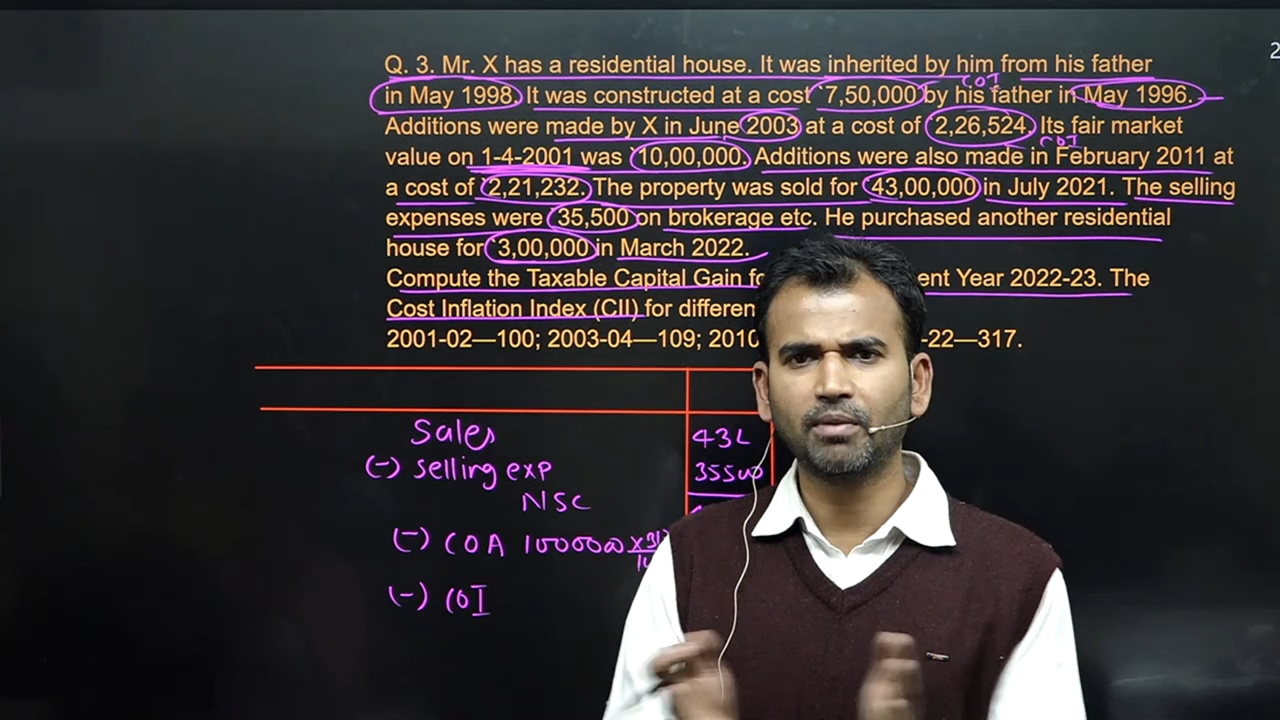 2
Q. 3. Mr. X has a residential house. It was inherited by him from his father
in May 1998. It was constructed at a cost `7,50,000 by his father in May 1996.
COI
Additions were made by X in June 2003 at a cost of `2,26,524. Its fair market
COI
value on 1-4-2001 was `10,00,000. Additions were also made in February 2011 at
a cost of `2,21,232. The property was sold for `43,00,000 in July 2021. The selling
expenses were `35,500 on brokerage etc. He purchased another residential
house for `3,00,000 in March 2022.
Compute the Taxable Capital Gain ent Year 2022-23. The
Cost Inflation Index (CII) for
2001-02—100; 2003-04—109; 2010 -22—317.
Sales 43L
(-) Selling exp 35500
NSC
(-) COA 1000000 ×
(-) COI